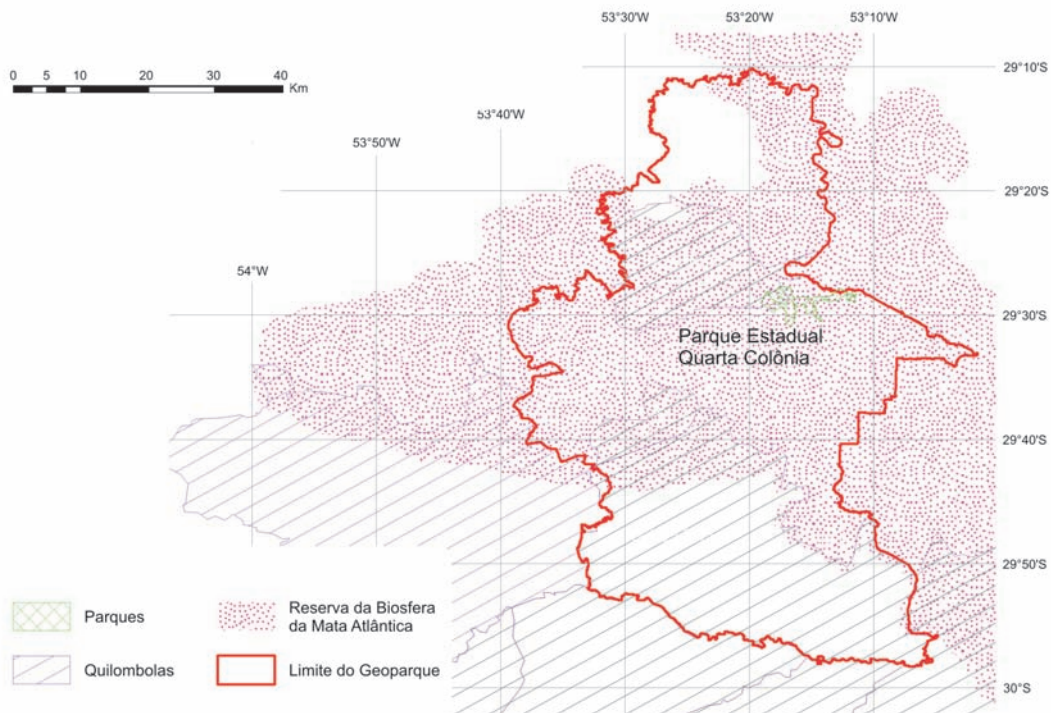 53°30'W 53°20'W 53°10'W
29°10'S
0 5 10 20 30 40
Km
53°40'W
53°50'W
29°20'S
54°W
29°30'S
Parque Estadual
Quarta Colônia
29°40'S
29°50'S
Parques
Reserva da Biosfera
da Mata Atlântica
Quilombolas
Limite do Geoparque
30°S